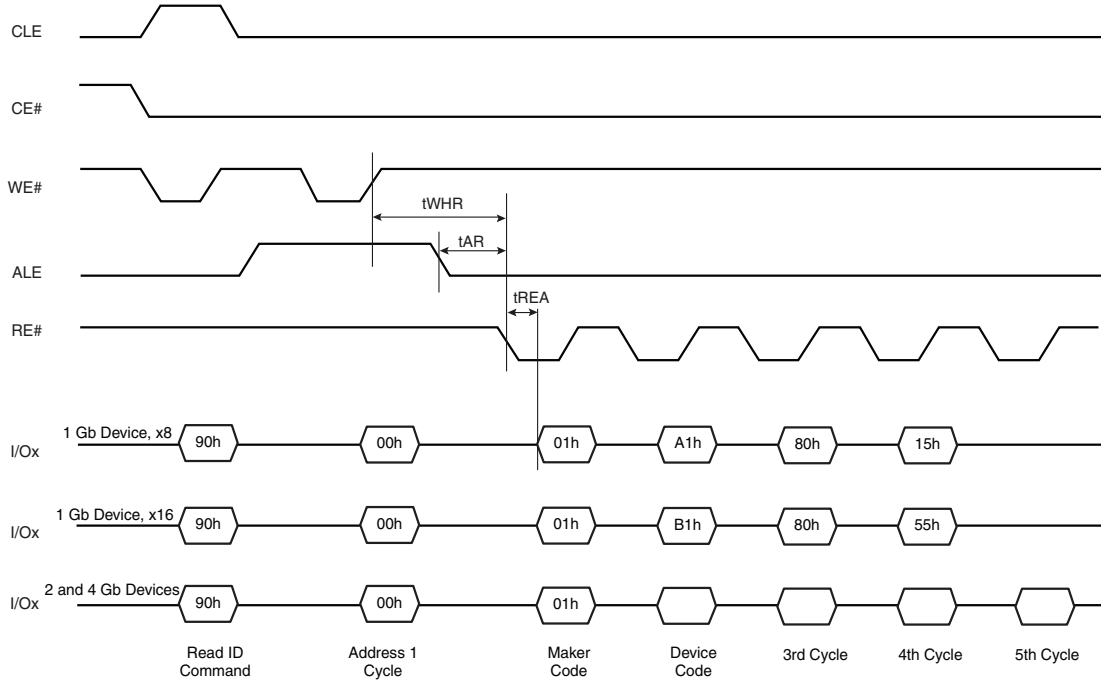 CLE
CE#
WE#
tWHR
tAR
ALE
tREA
RE#
I/Ox 1 Gb Device, x8 90h 00h 01h A1h 80h 15h
I/Ox 1 Gb Device, x16 90h 00h 01h B1h 80h 55h
I/Ox 2 and 4 Gb Devices 90h 00h 01h
Read ID
Command
Address 1
Cycle
Maker
Code
Device
Code
3rd Cycle
4th Cycle
5th Cycle